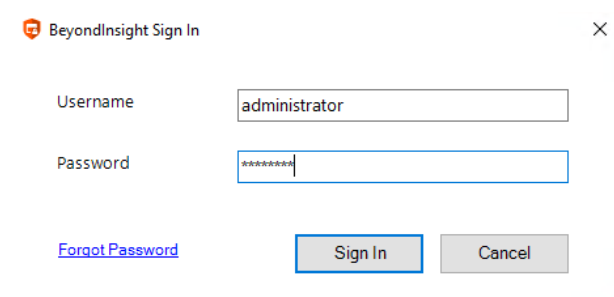 BeyondInsight Sign In
Username
administrator
Password
********
Forgot Password
Sign In
Cancel